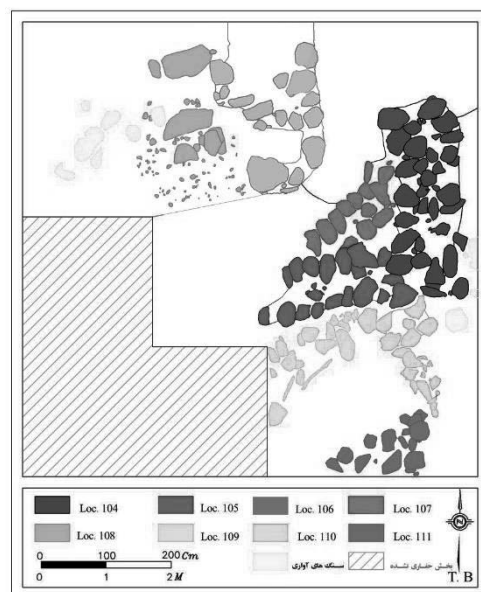 Loc. 104 Loc. 105 Loc. 106 Loc. 107
Loc. 108 Loc. 109 Loc. 110 Loc. 111
0 100 200 Cm
سنگ های آواری
بخش حفاری نشده
0 1 2 M
N
T. B